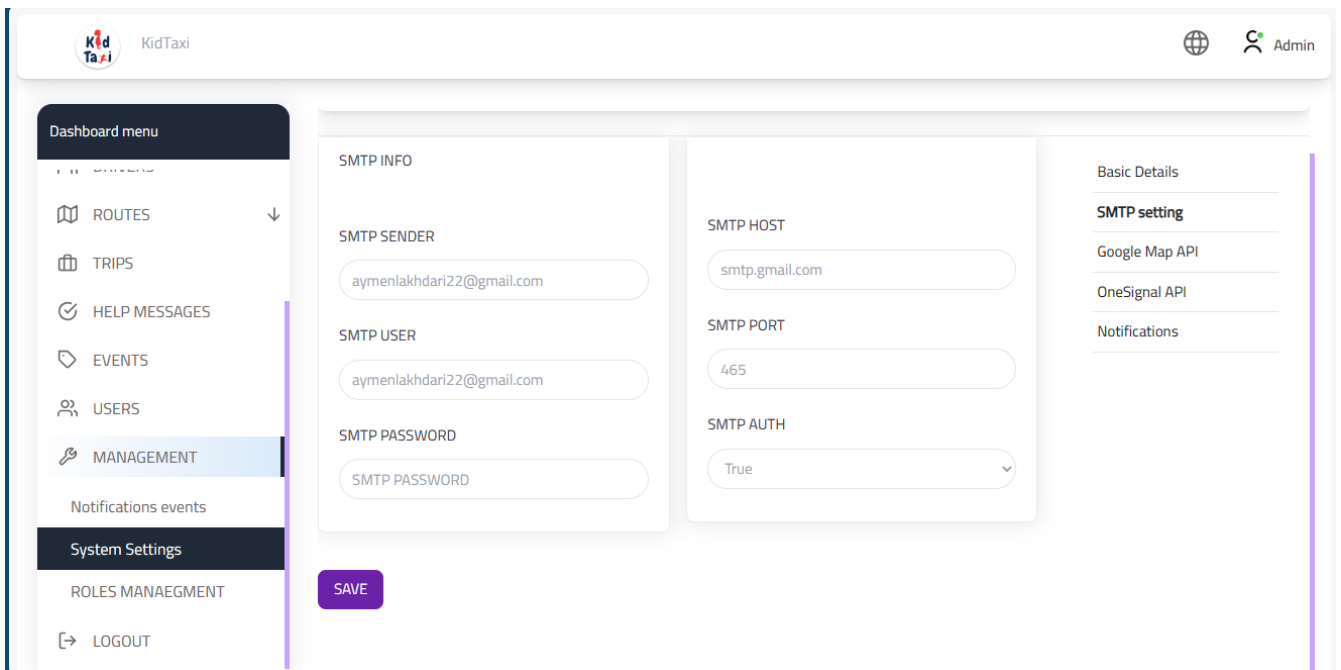 Kid
Taxi
KidTaxi
Admin
Dashboard menu
DRIVERS
ROUTES
TRIPS
HELP MESSAGES
EVENTS
USERS
MANAGEMENT
Notifications events
System Settings
ROLES MANAEGMENT
LOGOUT
SMTP INFO
SMTP SENDER
aymenlakhdari22@gmail.com
SMTP USER
aymenlakhdari22@gmail.com
SMTP PASSWORD
SMTP PASSWORD
SMTP HOST
smtp.gmail.com
SMTP PORT
465
SMTP AUTH
True
SAVE
Basic Details
SMTP setting
Google Map API
OneSignal API
Notifications